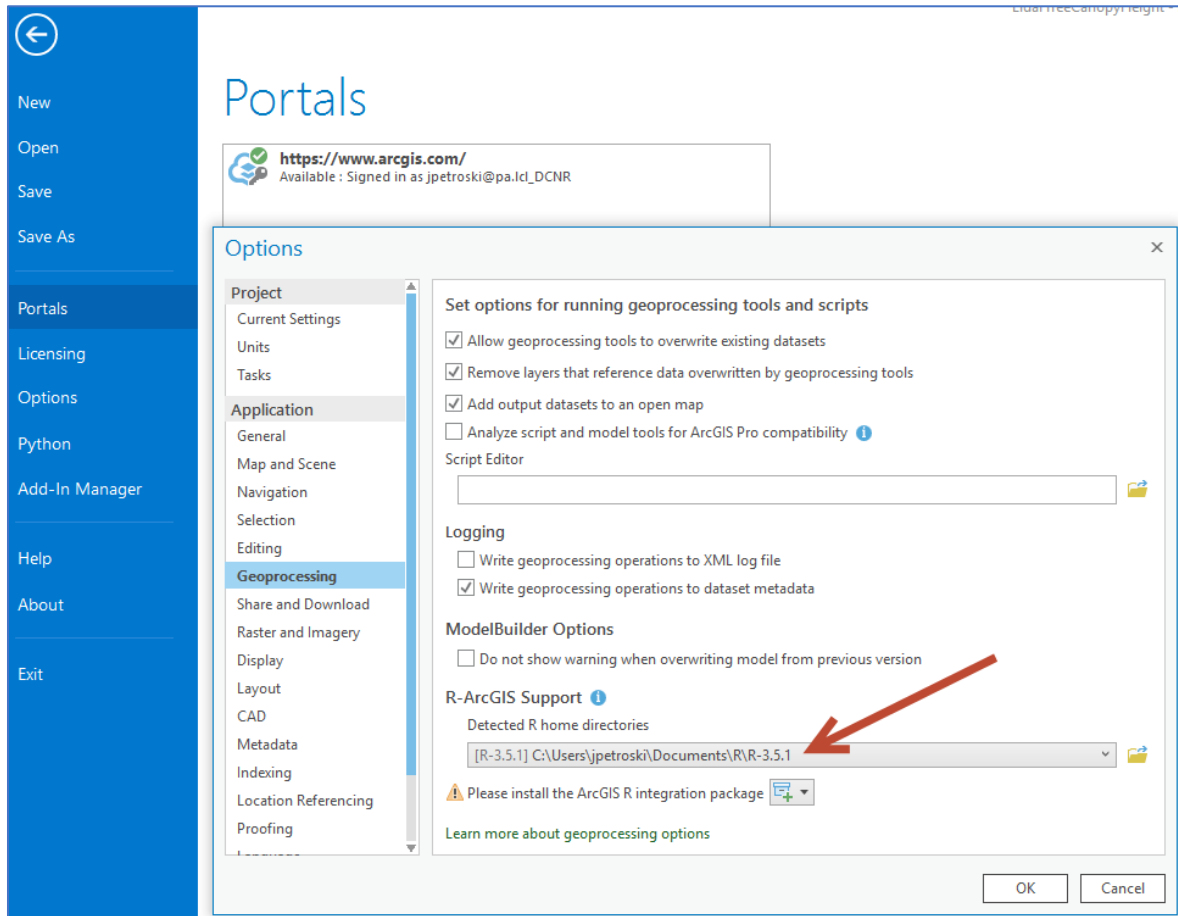 New
Open
Save
Save As
Portals
Licensing
Options
Python
Add-In Manager
Help
About
Exit
Portals
https://www.arcgis.com/
Available : Signed in as jpetroski@pa.lcl_DCNR
Options
Project
Current Settings
Units
Tasks
Application
General
Map and Scene
Navigation
Selection
Editing
Geoprocessing
Share and Download
Raster and Imagery
Display
Layout
CAD
Metadata
Indexing
Location Referencing
Proofing
Set options for running geoprocessing tools and scripts
Allow geoprocessing tools to overwrite existing datasets
Remove layers that reference data overwritten by geoprocessing tools
Add output datasets to an open map
Analyze script and model tools for ArcGIS Pro compatibility
Script Editor
Logging
Write geoprocessing operations to XML log file
Write geoprocessing operations to dataset metadata
ModelBuilder Options
Do not show warning when overwriting model from previous version
R-ArcGIS Support
Detected R home directories
[R-3.5.1] C:\Users\jpetroski\Documents\R\R-3.5.1
Please install the ArcGIS R integration package
Learn more about geoprocessing options
OK
Cancel